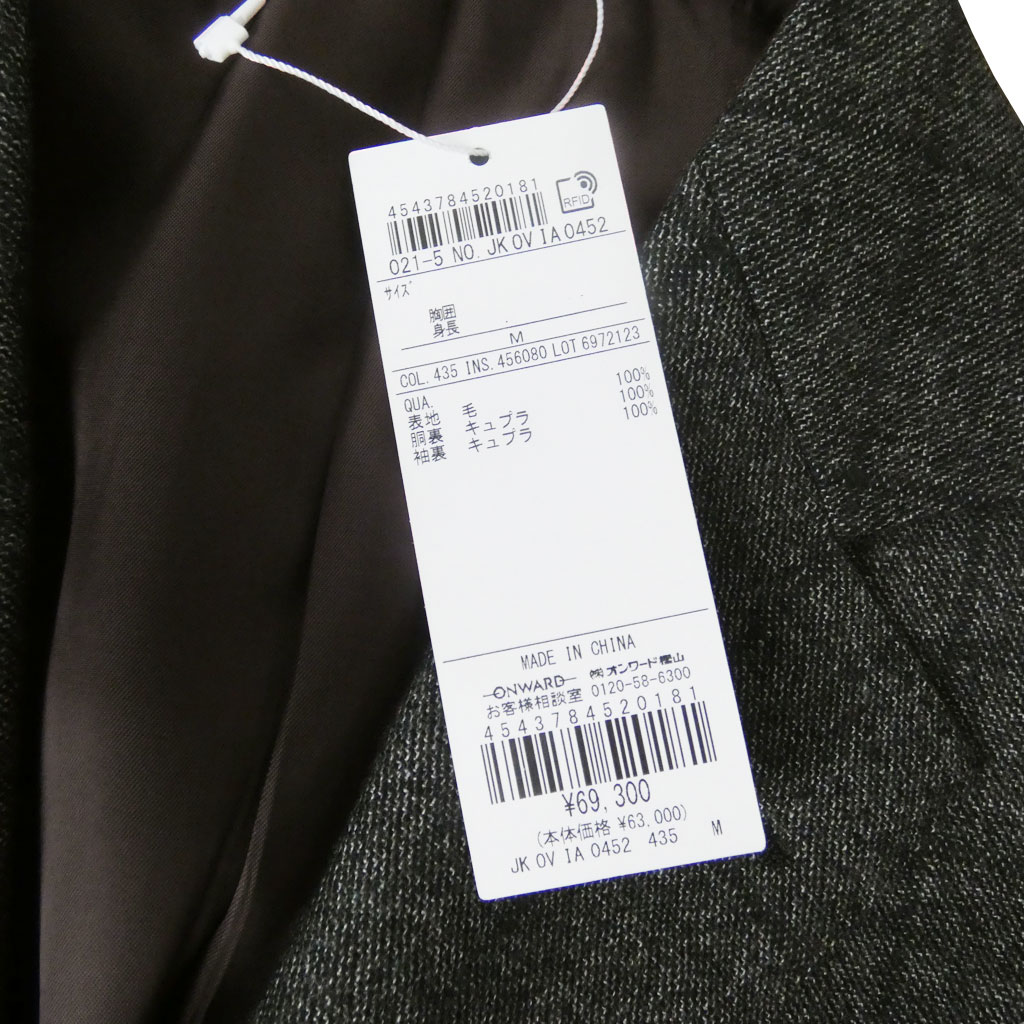 4543784520181
RFID
021-5 NO. JK OV IA 0452
サイズ
胸囲
身長 M
COL. 435 INS. 456080 LOT 6972123
QUA.
表地 毛 100%
胴裏 キュプラ 100%
袖裏 キュプラ 100%
MADE IN CHINA
ONWARD ㈱オンワード樫山
お客様相談室 0120-58-6300
4543784520181
¥69,300
(本体価格 ¥63,000)
JK OV IA 0452 435 M